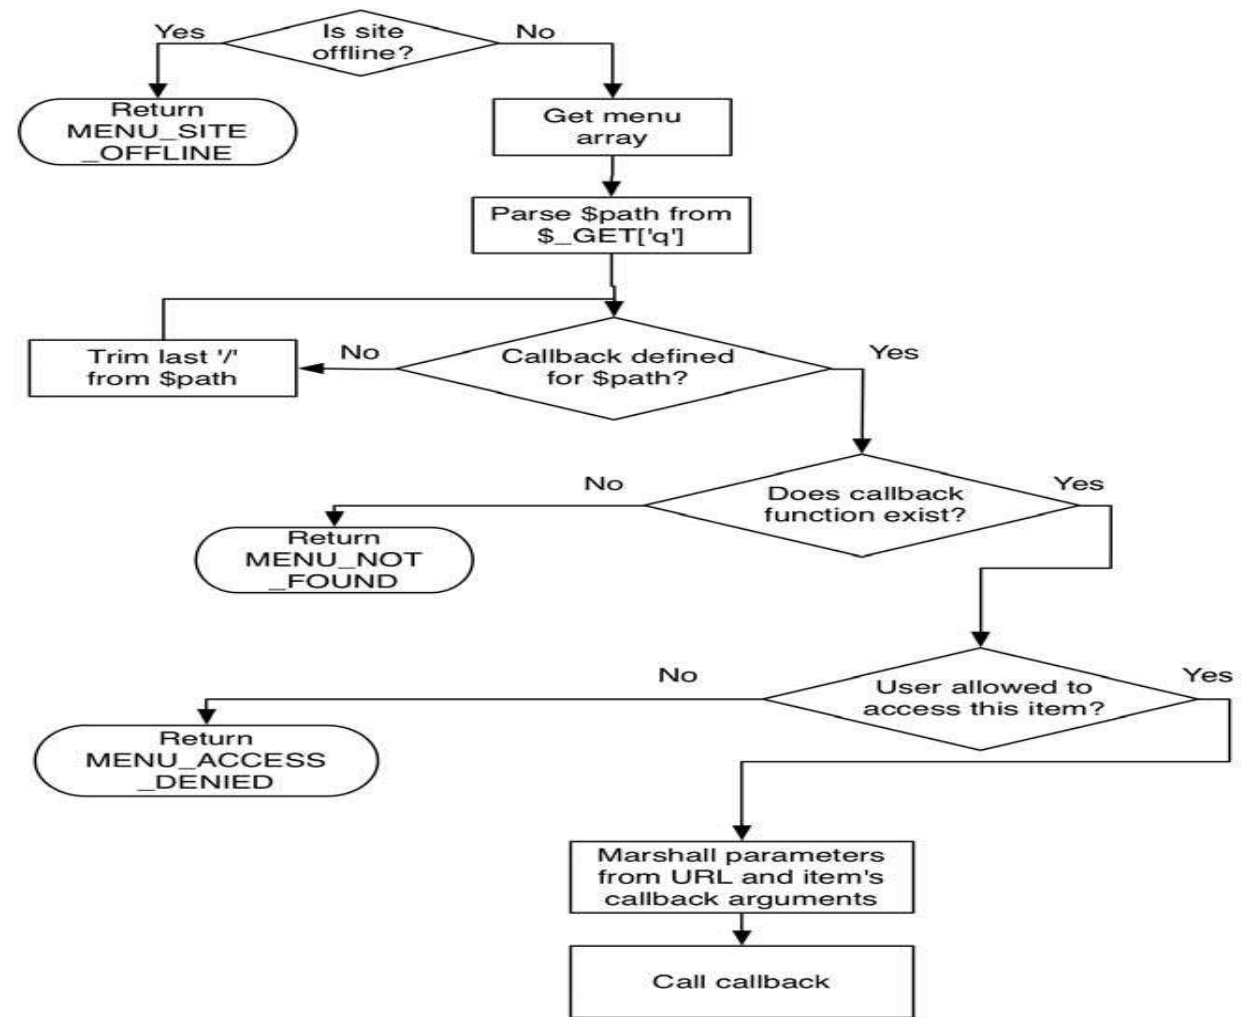 Yes
Is site
offline?
No
Return
MENU_SITE
_OFFLINE
Get menu
array
Parse $path from
$_GET['q']
Trim last '/'
from $path
No
Callback defined
for $path?
Yes
No
Does callback
function exist?
Yes
Return
MENU_NOT
_FOUND
No
User allowed to
access this item?
Yes
Return
MENU_ACCESS
_DENIED
Marshall parameters
from URL and item's
callback arguments
Call callback